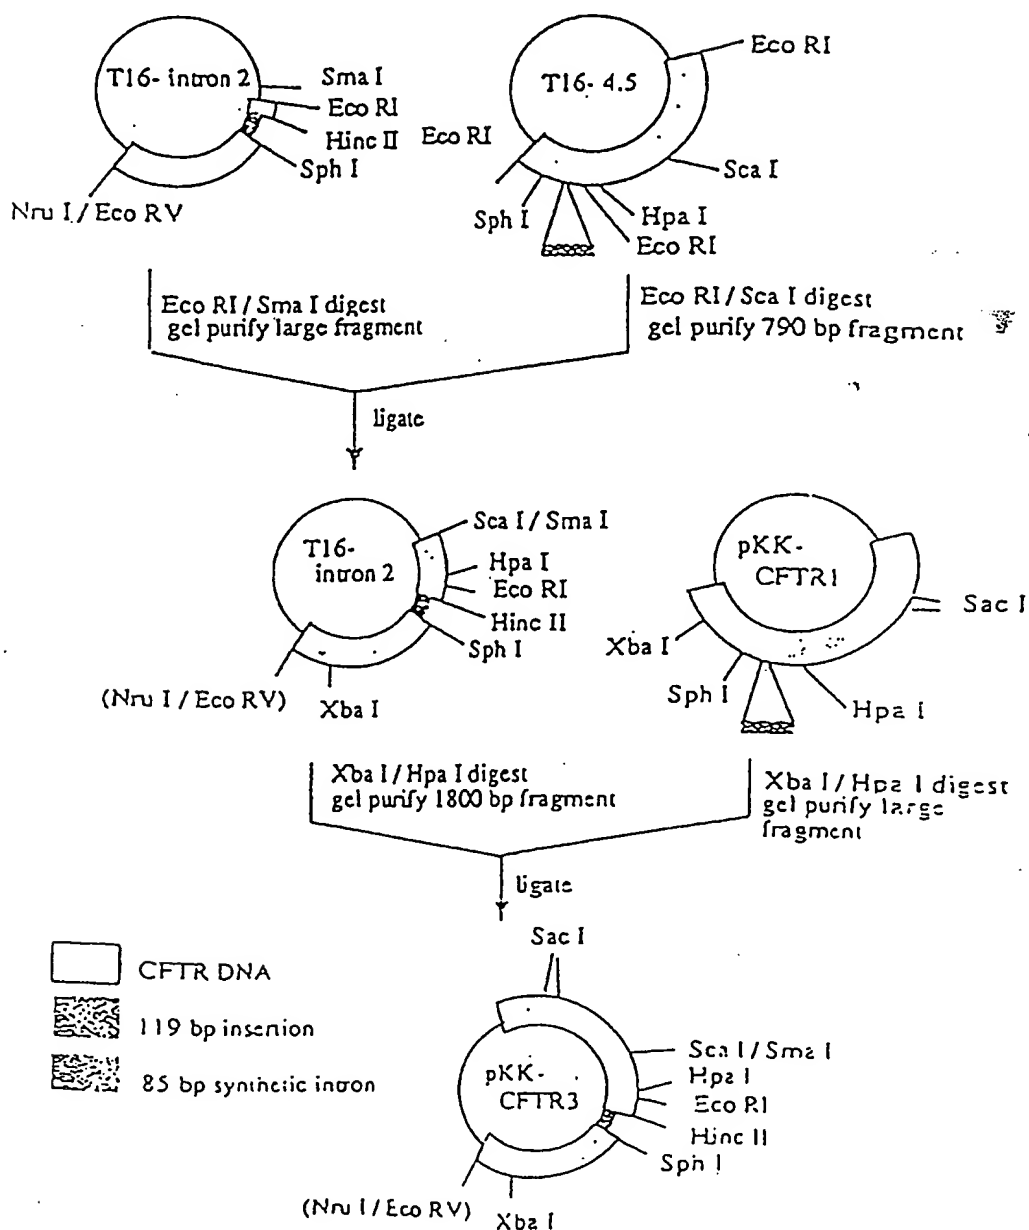 T16- intron 2
Sma I
Eco RI
Hinc II
Sph I
Nru I / Eco RV
T16- 4.5
Eco RI
Eco RI
Sca I
Sph I
Hpa I
Eco RI
Eco RI / Sma I digest
gel purify large fragment
Eco RI / Sca I digest
gel purify 790 bp fragment
ligate
T16-
intron 2
Sca I / Sma I
Hpa I
Eco RI
Hinc II
Sph I
(Nru I / Eco RV)
Xba I
pKK-
CFTR1
Sac I
Xba I
Sph I
Hpa I
Xba I / Hpa I digest
gel purify 1800 bp fragment
Xba I / Hpa I digest
gel purify large
fragment
ligate
Sac I
CFTR DNA
119 bp insertion
85 bp synthetic intron
pKK-
CFTR3
Sca I / Sma I
Hpa I
Eco RI
Hinc II
Sph I
(Nru I / Eco RV)
Xba I